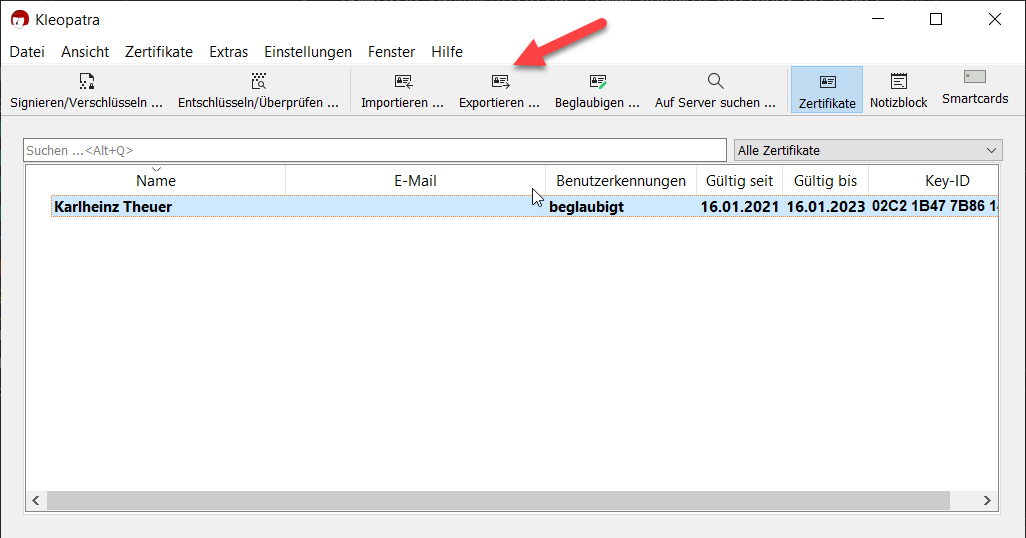 Kleopatra
Datei Ansicht Zertifikate Extras Einstellungen Fenster Hilfe
Signieren/Verschlüsseln ... Entschlüsseln/Überprüfen ... Importieren ... Exportieren ... Beglaubigen ... Auf Server suchen ... Zertifikate Notizblock Smartcards
Suchen ...<Alt+Q> Alle Zertifikate
Name E-Mail Benutzerkennungen Gültig seit Gültig bis Key-ID
Karlheinz Theuer beglaubigt 16.01.2021 16.01.2023 02C2 1B47 7B86